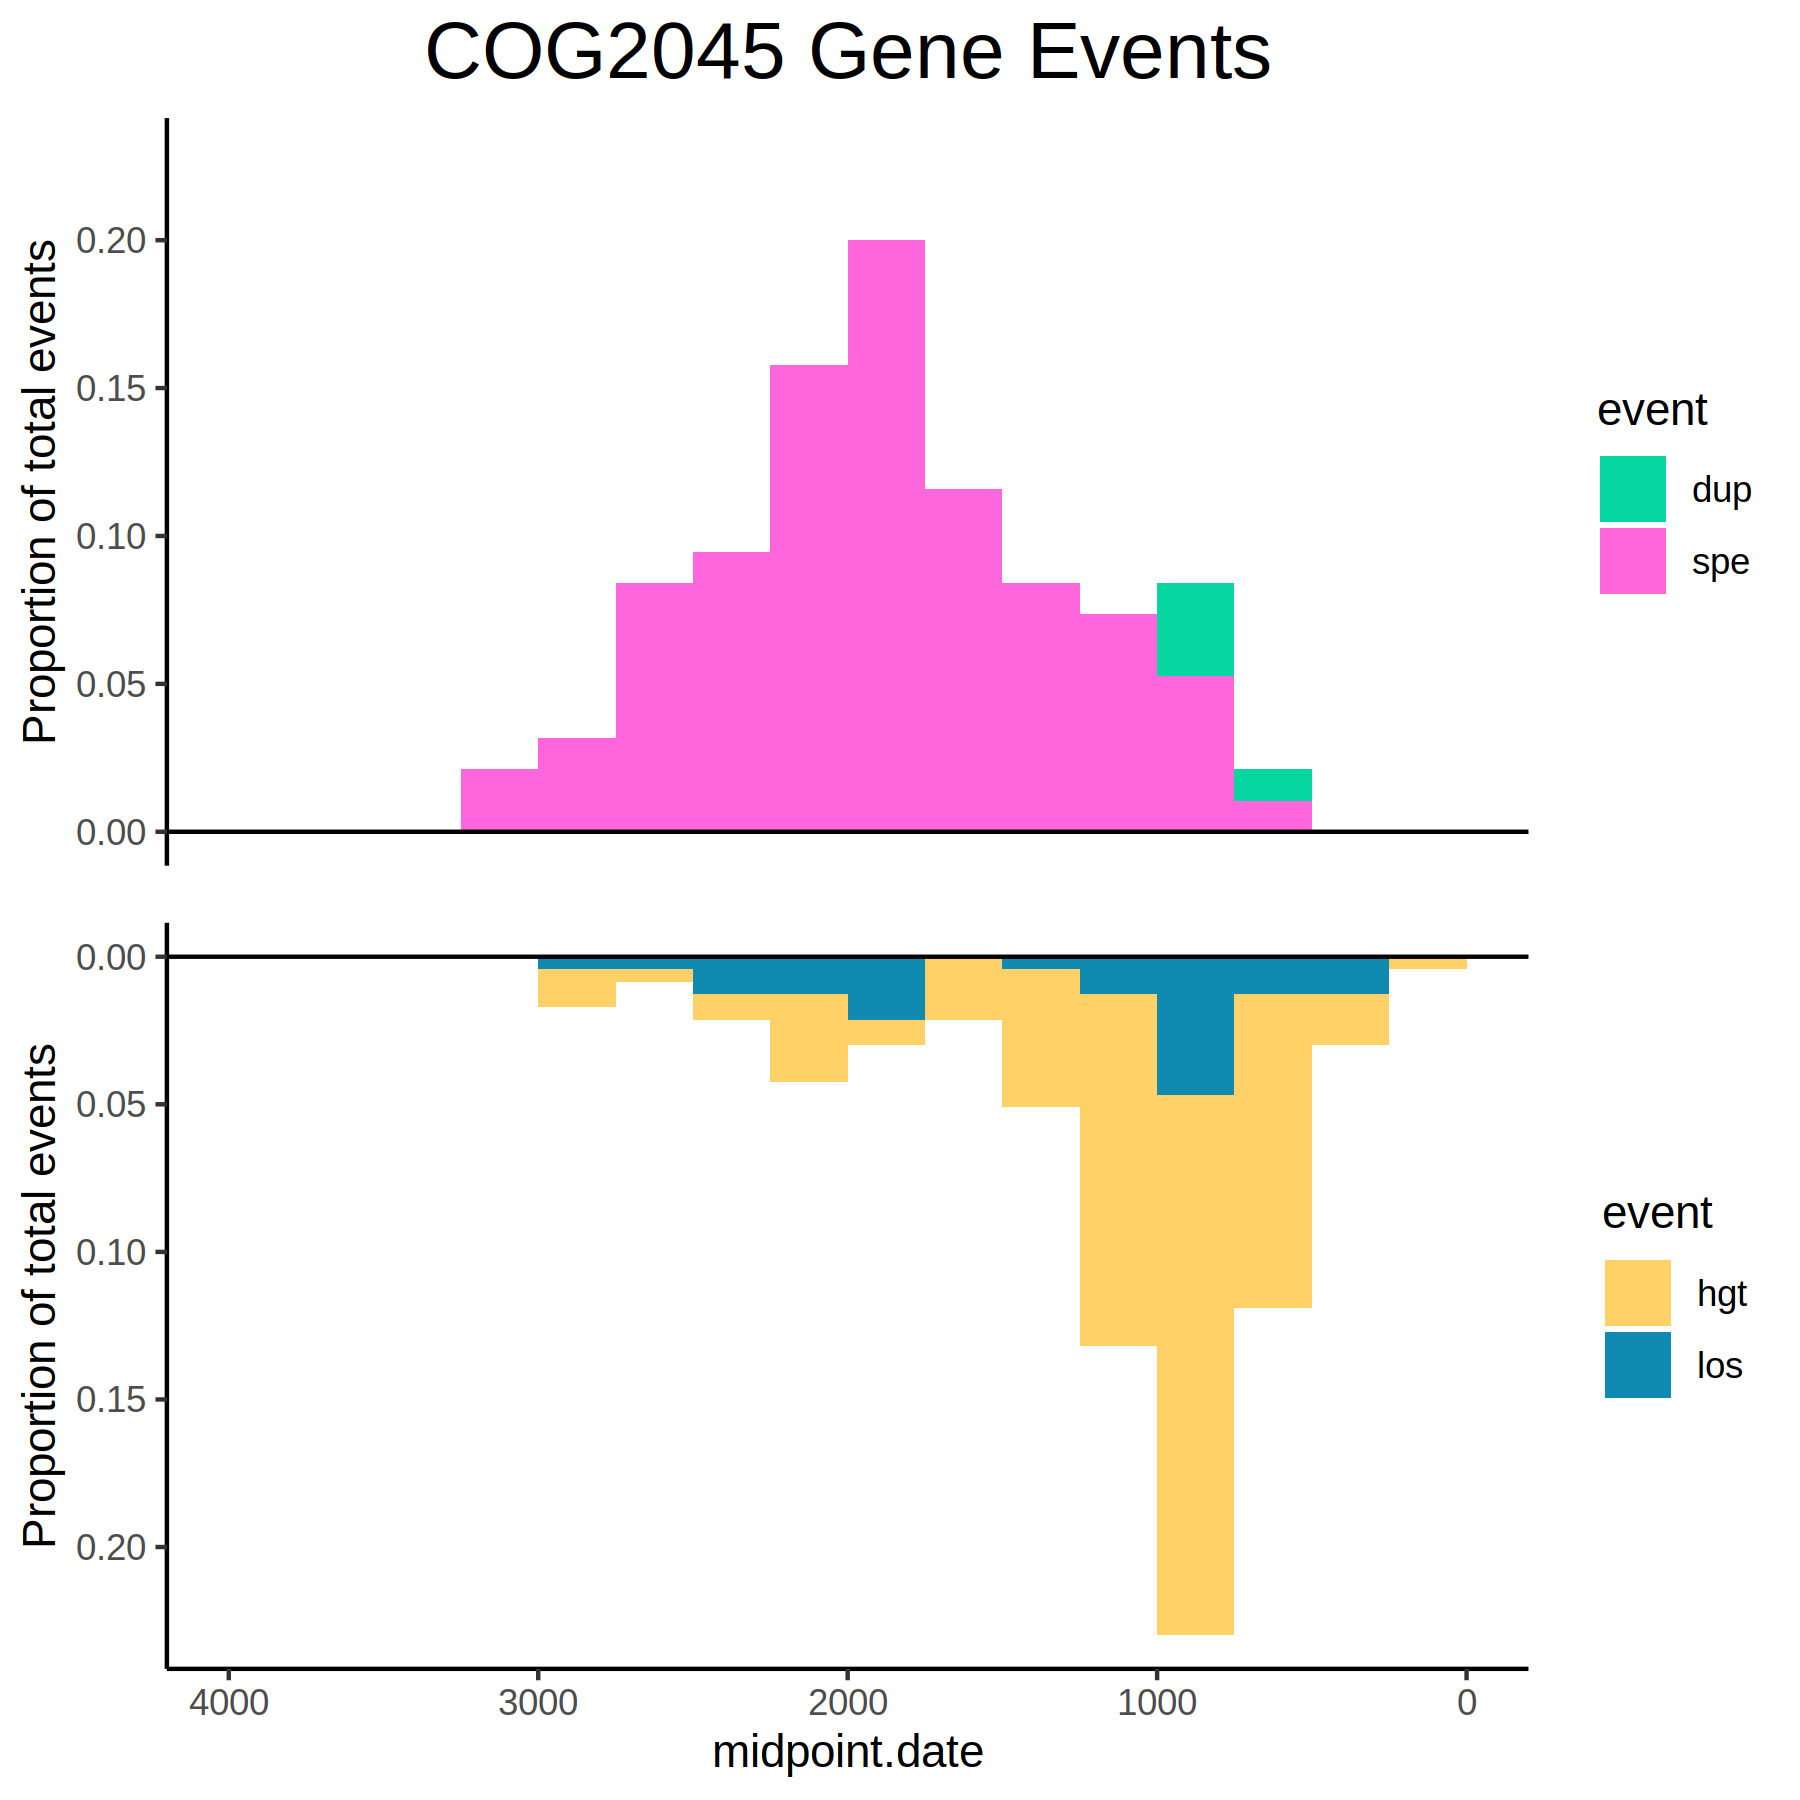 COG2045 Gene Events
Proportion of total events
0.20
0.15
0.10
0.05
0.00
event
dup
spe
Proportion of total events
0.00
0.05
0.10
0.15
0.20
event
hgt
los
4000 3000 2000 1000 0
midpoint.date